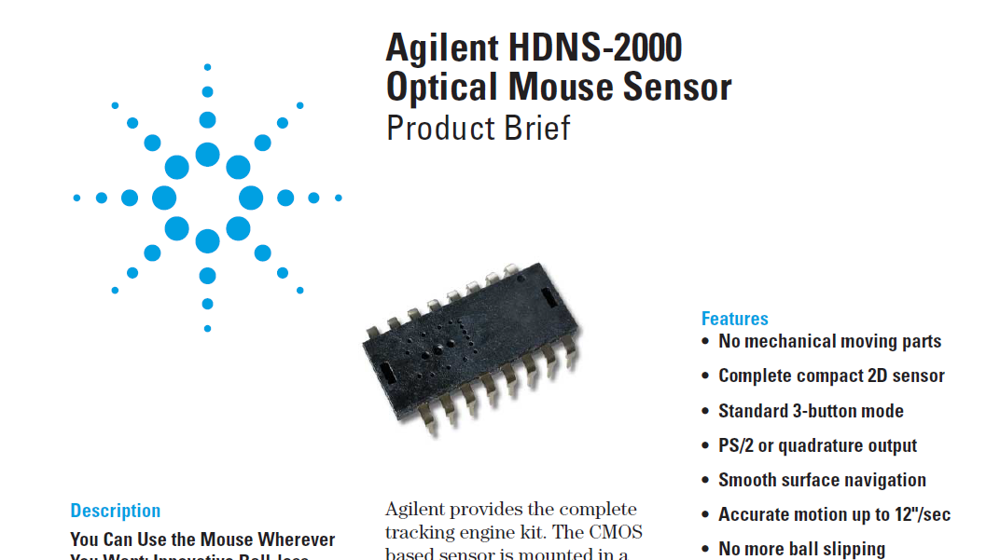 Agilent HDNS-2000
Optical Mouse Sensor
Product Brief
Features
• No mechanical moving parts
• Complete compact 2D sensor
• Standard 3-button mode
• PS/2 or quadrature output
• Smooth surface navigation
• Accurate motion up to 12"/sec
• No more ball slipping
Description
You Can Use the Mouse Wherever
You Want: Innovative Ball-less
Agilent provides the complete
tracking engine kit. The CMOS
based sensor is mounted in a